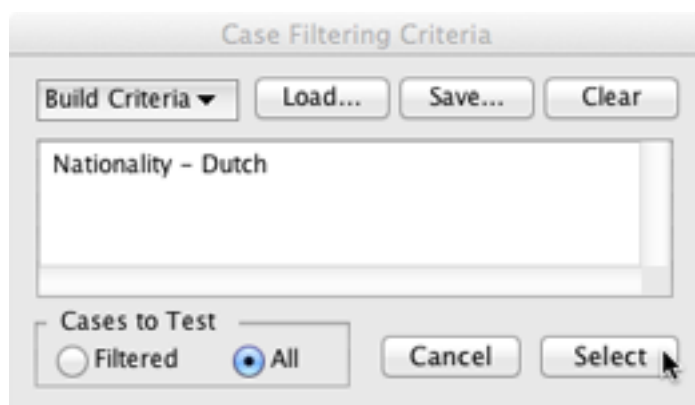 Case Filtering Criteria
Build Criteria Load... Save... Clear
Nationality – Dutch
Cases to Test
Filtered All Cancel Select